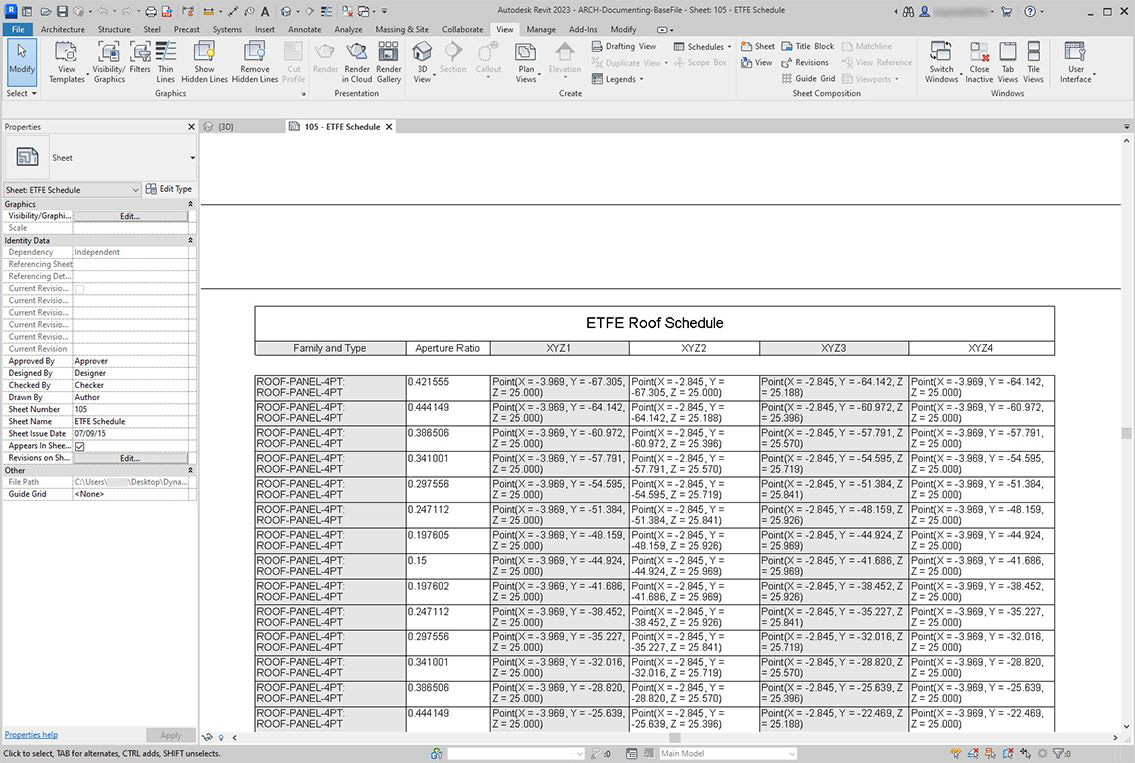 Autodesk Revit 2023 - ARCH-Documenting-BaseFile - Sheet: 105 - ETFE Schedule
File Architecture Structure Steel Precast Systems Insert Annotate Analyze Massing & Site Collaborate View Manage Add-Ins Modify
Modify
View Templates
Visibility/ Graphics
Filters
Thin Lines
Show Hidden Lines
Remove Hidden Lines
Cut Profile
Render
Render in Cloud
Render Gallery
3D View
Section
Callout
Plan Views
Elevation
Drafting View
Duplicate View
Legends
Schedules
Scope Box
Sheet
View
Title Block
Revisions
Guide Grid
Matchline
View Reference
Viewports
Switch Windows
Close Inactive
Tab Views
Tile Views
User Interface
Select Graphics Presentation Create Sheet Composition Windows
Properties
{3D}
105 - ETFE Schedule
Sheet
Sheet: ETFE Schedule Edit Type
Graphics
Visibility/Graphi... Edit...
Scale
Identity Data
Dependency Independent
Referencing Sheet
Referencing Det...
Current Revisio...
Current Revisio...
Current Revisio...
Current Revisio...
Current Revisio...
Current Revision
Approved By Approver
Designed By Designer
Checked By Checker
Drawn By Author
Sheet Number 105
Sheet Name ETFE Schedule
Sheet Issue Date 07/09/15
Appears In Shee...
Revisions on Sh... Edit...
Other
File Path C:\Users\ \Desktop\Dyna...
Guide Grid <None>
Properties help Apply
ETFE Roof Schedule
Family and Type Aperture Ratio XYZ1 XYZ2 XYZ3 XYZ4
ROOF-PANEL-4PT: 0.421555 Point(X = -3.969, Y = -67.305, Point(X = -2.845, Y = Point(X = -2.845, Y = -64.142, Z Point(X = -3.969, Y = -64.142,
ROOF-PANEL-4PT Z = 25.000) -67.305, Z = 25.000) = 25.188) Z = 25.000)
ROOF-PANEL-4PT: 0.444149 Point(X = -3.969, Y = -64.142, Point(X = -2.845, Y = Point(X = -2.845, Y = -60.972, Z Point(X = -3.969, Y = -60.972,
ROOF-PANEL-4PT Z = 25.000) -64.142, Z = 25.188) = 25.396) Z = 25.000)
ROOF-PANEL-4PT: 0.386506 Point(X = -3.969, Y = -60.972, Point(X = -2.845, Y = Point(X = -2.845, Y = -57.791, Z Point(X = -3.969, Y = -57.791,
ROOF-PANEL-4PT Z = 25.000) -60.972, Z = 25.396) = 25.570) Z = 25.000)
ROOF-PANEL-4PT: 0.341001 Point(X = -3.969, Y = -57.791, Point(X = -2.845, Y = Point(X = -2.845, Y = -54.595, Z Point(X = -3.969, Y = -54.595,
ROOF-PANEL-4PT Z = 25.000) -57.791, Z = 25.570) = 25.719) Z = 25.000)
ROOF-PANEL-4PT: 0.297556 Point(X = -3.969, Y = -54.595, Point(X = -2.845, Y = Point(X = -2.845, Y = -51.384, Z Point(X = -3.969, Y = -51.384,
ROOF-PANEL-4PT Z = 25.000) -54.595, Z = 25.719) = 25.841) Z = 25.000)
ROOF-PANEL-4PT: 0.247112 Point(X = -3.969, Y = -51.384, Point(X = -2.845, Y = Point(X = -2.845, Y = -48.159, Z Point(X = -3.969, Y = -48.159,
ROOF-PANEL-4PT Z = 25.000) -51.384, Z = 25.841) = 25.926) Z = 25.000)
ROOF-PANEL-4PT: 0.197605 Point(X = -3.969, Y = -48.159, Point(X = -2.845, Y = Point(X = -2.845, Y = -44.924, Z Point(X = -3.969, Y = -44.924,
ROOF-PANEL-4PT Z = 25.000) -48.159, Z = 25.926) = 25.969) Z = 25.000)
ROOF-PANEL-4PT: 0.15 Point(X = -3.969, Y = -44.924, Point(X = -2.845, Y = Point(X = -2.845, Y = -41.686, Z Point(X = -3.969, Y = -41.686,
ROOF-PANEL-4PT Z = 25.000) -44.924, Z = 25.969) = 25.969) Z = 25.000)
ROOF-PANEL-4PT: 0.197602 Point(X = -3.969, Y = -41.686, Point(X = -2.845, Y = Point(X = -2.845, Y = -38.452, Z Point(X = -3.969, Y = -38.452,
ROOF-PANEL-4PT Z = 25.000) -41.686, Z = 25.969) = 25.926) Z = 25.000)
ROOF-PANEL-4PT: 0.247112 Point(X = -3.969, Y = -38.452, Point(X = -2.845, Y = Point(X = -2.845, Y = -35.227, Z Point(X = -3.969, Y = -35.227,
ROOF-PANEL-4PT Z = 25.000) -38.452, Z = 25.926) = 25.841) Z = 25.000)
ROOF-PANEL-4PT: 0.297556 Point(X = -3.969, Y = -35.227, Point(X = -2.845, Y = Point(X = -2.845, Y = -32.016, Z Point(X = -3.969, Y = -32.016,
ROOF-PANEL-4PT Z = 25.000) -35.227, Z = 25.841) = 25.719) Z = 25.000)
ROOF-PANEL-4PT: 0.341001 Point(X = -3.969, Y = -32.016, Point(X = -2.845, Y = Point(X = -2.845, Y = -28.820, Z Point(X = -3.969, Y = -28.820,
ROOF-PANEL-4PT Z = 25.000) -32.016, Z = 25.719) = 25.570) Z = 25.000)
ROOF-PANEL-4PT: 0.386506 Point(X = -3.969, Y = -28.820, Point(X = -2.845, Y = Point(X = -2.845, Y = -25.639, Z Point(X = -3.969, Y = -25.639,
ROOF-PANEL-4PT Z = 25.000) -28.820, Z = 25.570) = 25.396) Z = 25.000)
ROOF-PANEL-4PT: 0.444149 Point(X = -3.969, Y = -25.639, Point(X = -2.845, Y = Point(X = -2.845, Y = -22.469, Z Point(X = -3.969, Y = -22.469,
ROOF-PANEL-4PT Z = 25.000) -25.639, Z = 25.396) = 25.188) Z = 25.000)
Click to select, TAB for alternates, CTRL adds, SHIFT unselects. :0 Main Model :0